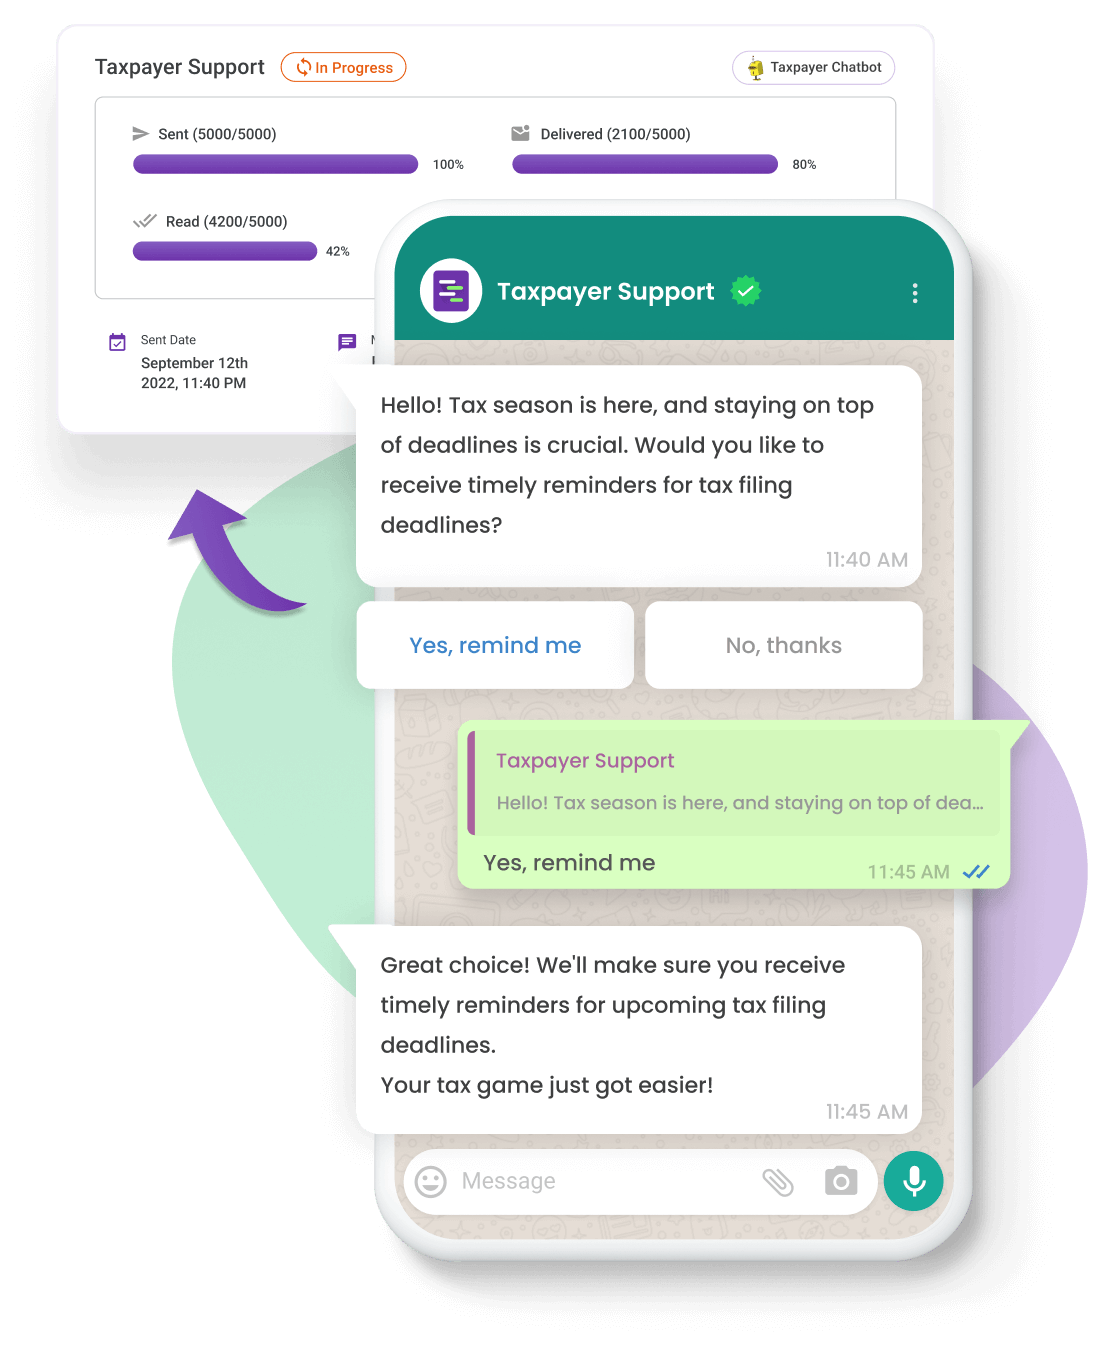 Taxpayer Support
In Progress
Taxpayer Chatbot
Sent (5000/5000)
100%
Delivered (2100/5000)
80%
Read (4200/5000)
42%
Sent Date
September 12th
2022, 11:40 PM
Taxpayer Support
Hello! Tax season is here, and staying on top
of deadlines is crucial. Would you like to
receive timely reminders for tax filing
deadlines?
11:40 AM
Yes, remind me
No, thanks
Taxpayer Support
Hello! Tax season is here, and staying on top of dea...
Yes, remind me
11:45 AM
Great choice! We'll make sure you receive
timely reminders for upcoming tax filing
deadlines.
Your tax game just got easier!
11:45 AM
Message